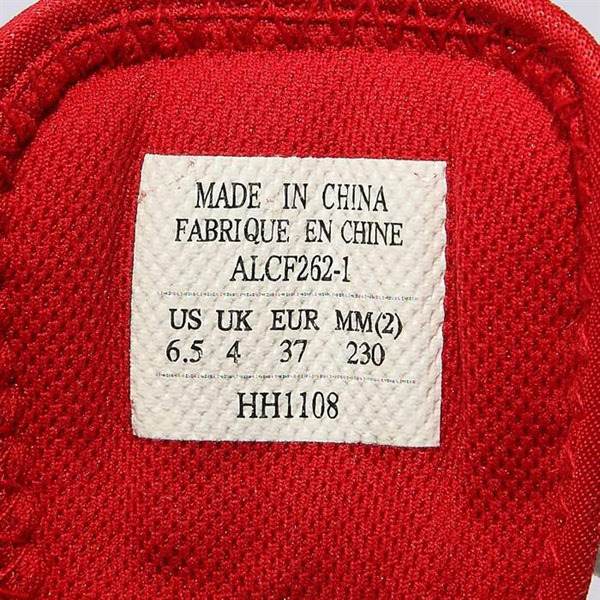 MADE IN CHINA
FABRIQUE EN CHINE
ALCF262-1
US UK EUR MM(2)
6.5 4 37 230
HH1108